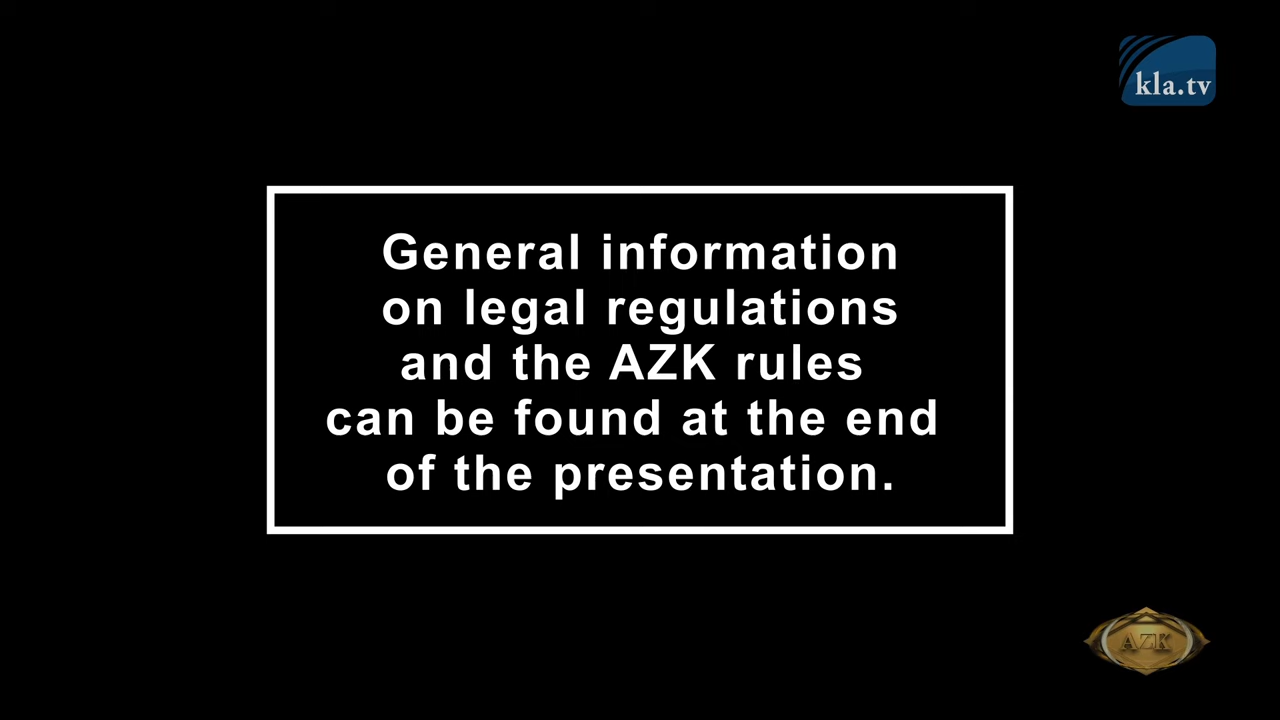 kla.tv
General information
on legal regulations
and the AZK rules
can be found at the end
of the presentation.
AZK